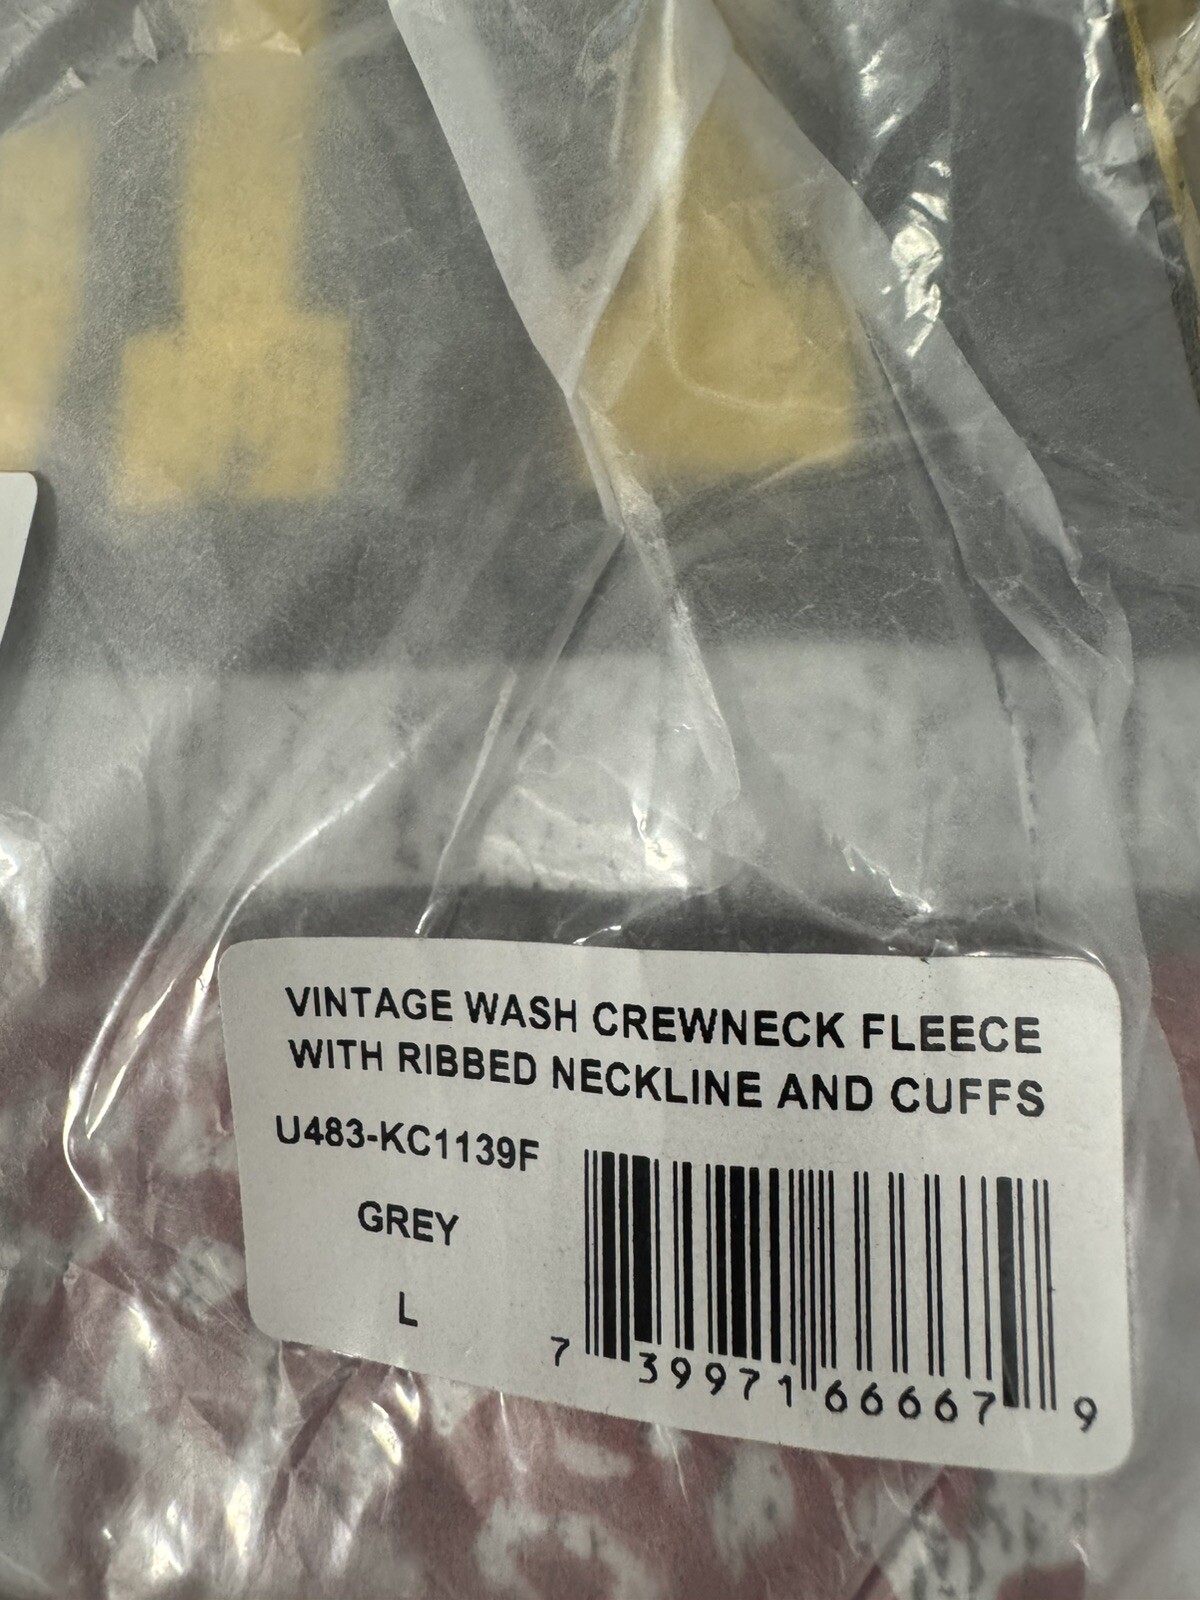 VINTAGE WASH CREWNECK FLEECE
WITH RIBBED NECKLINE AND CUFFS
U483-KC1139F
GREY
L
7 39971 66667 9